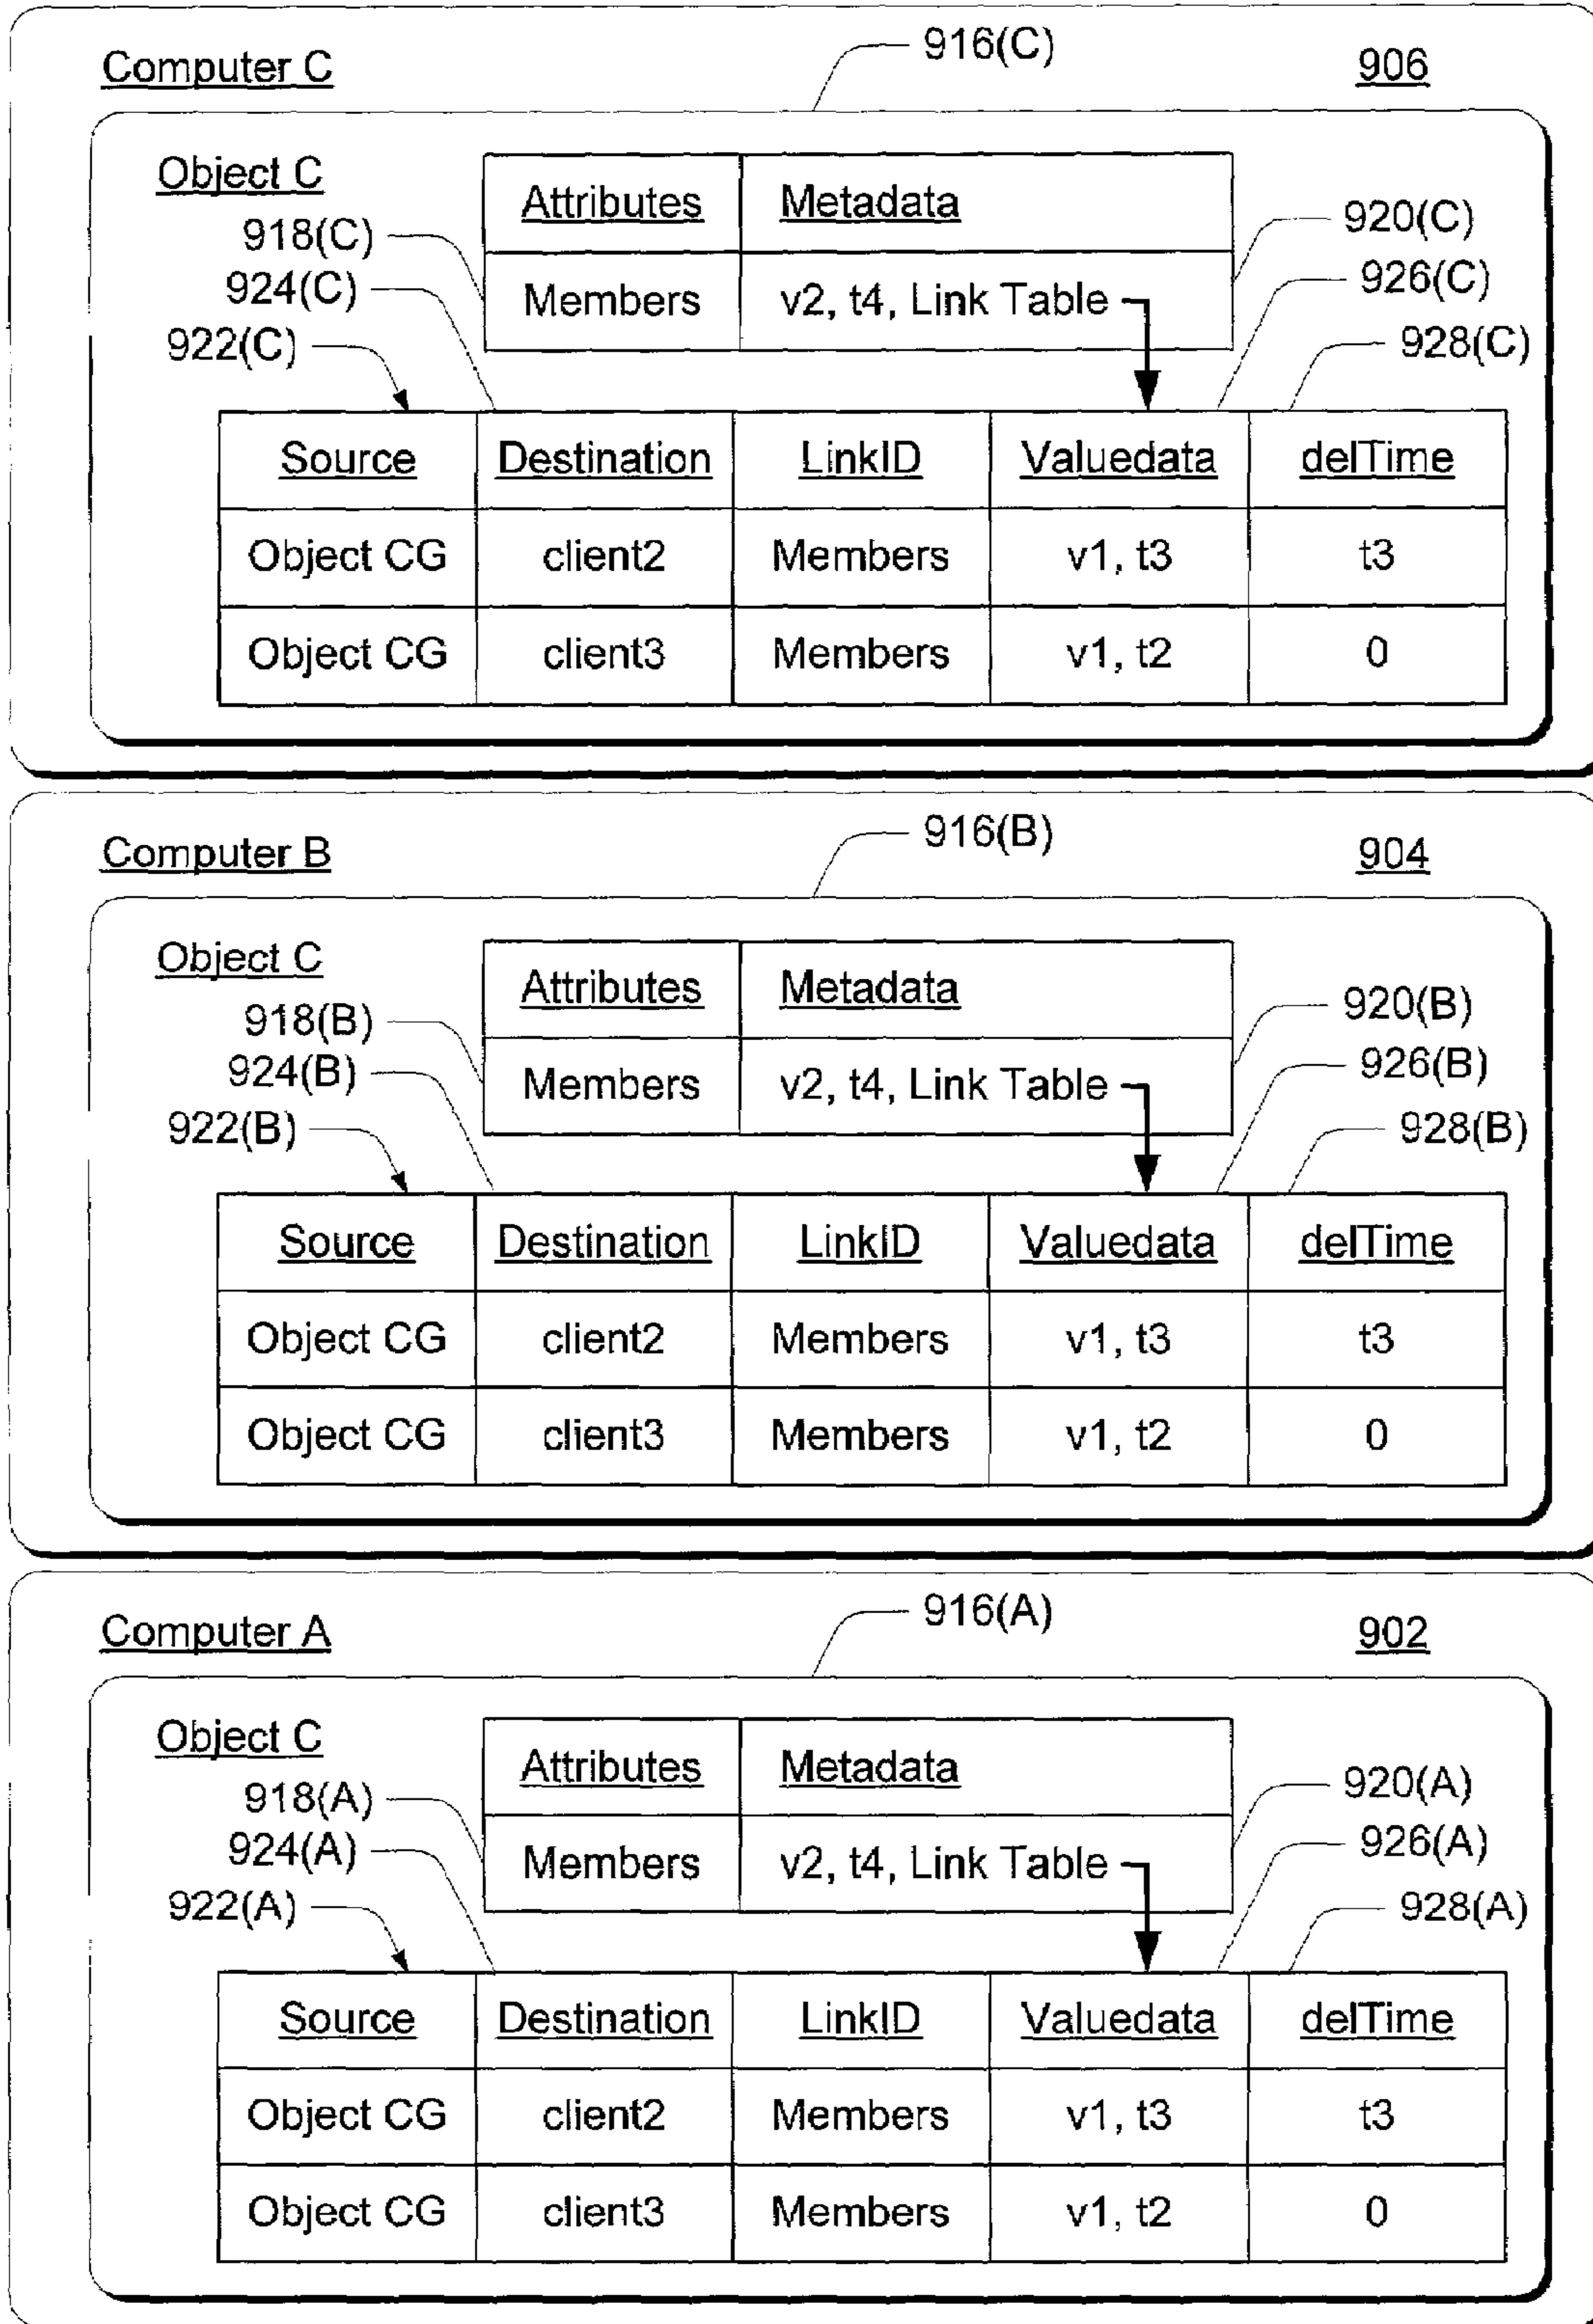 Computer C 916(C) 906
Object C
Attributes Metadata
918(C) 920(C)
924(C) Members v2, t4, Link Table 926(C)
922(C) 928(C)
Source Destination LinkID Valuedata delTime
Object CG client2 Members v1, t3 t3
Object CG client3 Members v1, t2 0
Computer B 916(B) 904
Object C
Attributes Metadata
918(B) 920(B)
924(B) Members v2, t4, Link Table 926(B)
922(B) 928(B)
Source Destination LinkID Valuedata delTime
Object CG client2 Members v1, t3 t3
Object CG client3 Members v1, t2 0
Computer A 916(A) 902
Object C
Attributes Metadata
918(A) 920(A)
924(A) Members v2, t4, Link Table 926(A)
922(A) 928(A)
Source Destination LinkID Valuedata delTime
Object CG client2 Members v1, t3 t3
Object CG client3 Members v1, t2 0